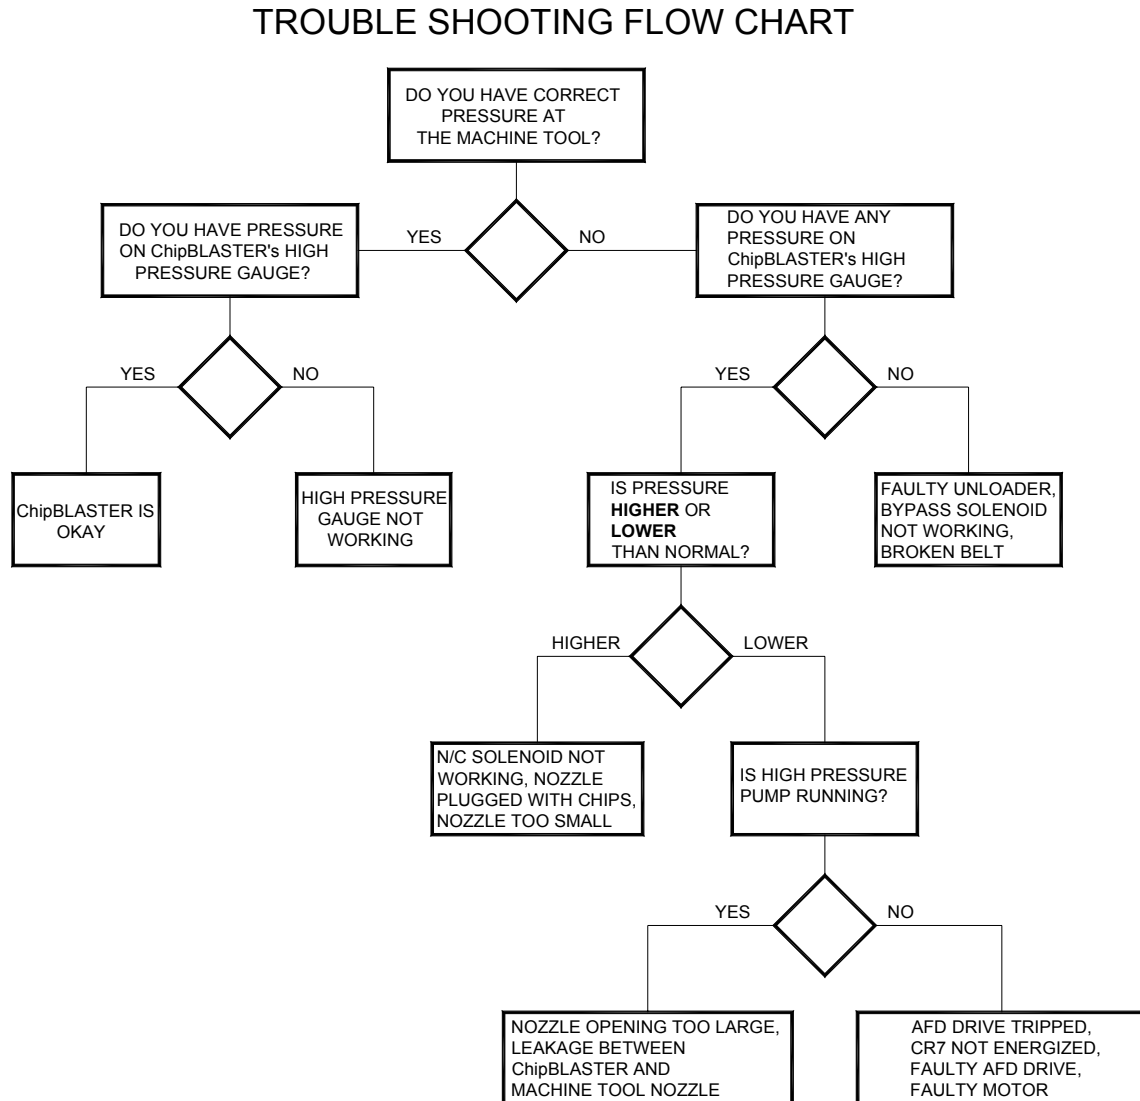 TROUBLE SHOOTING FLOW CHART
DO YOU HAVE CORRECT
PRESSURE AT
THE MACHINE TOOL?
DO YOU HAVE PRESSURE
ON ChipBLASTER's HIGH
PRESSURE GAUGE?
YES
NO
DO YOU HAVE ANY
PRESSURE ON
ChipBLASTER's HIGH
PRESSURE GAUGE?
YES
NO
YES
NO
ChipBLASTER IS
OKAY
HIGH PRESSURE
GAUGE NOT
WORKING
IS PRESSURE
HIGHER OR
LOWER
THAN NORMAL?
FAULTY UNLOADER,
BYPASS SOLENOID
NOT WORKING,
BROKEN BELT
HIGHER
LOWER
N/C SOLENOID NOT
WORKING, NOZZLE
PLUGGED WITH CHIPS,
NOZZLE TOO SMALL
IS HIGH PRESSURE
PUMP RUNNING?
YES
NO
NOZZLE OPENING TOO LARGE,
LEAKAGE BETWEEN
ChipBLASTER AND
MACHINE TOOL NOZZLE
AFD DRIVE TRIPPED,
CR7 NOT ENERGIZED,
FAULTY AFD DRIVE,
FAULTY MOTOR